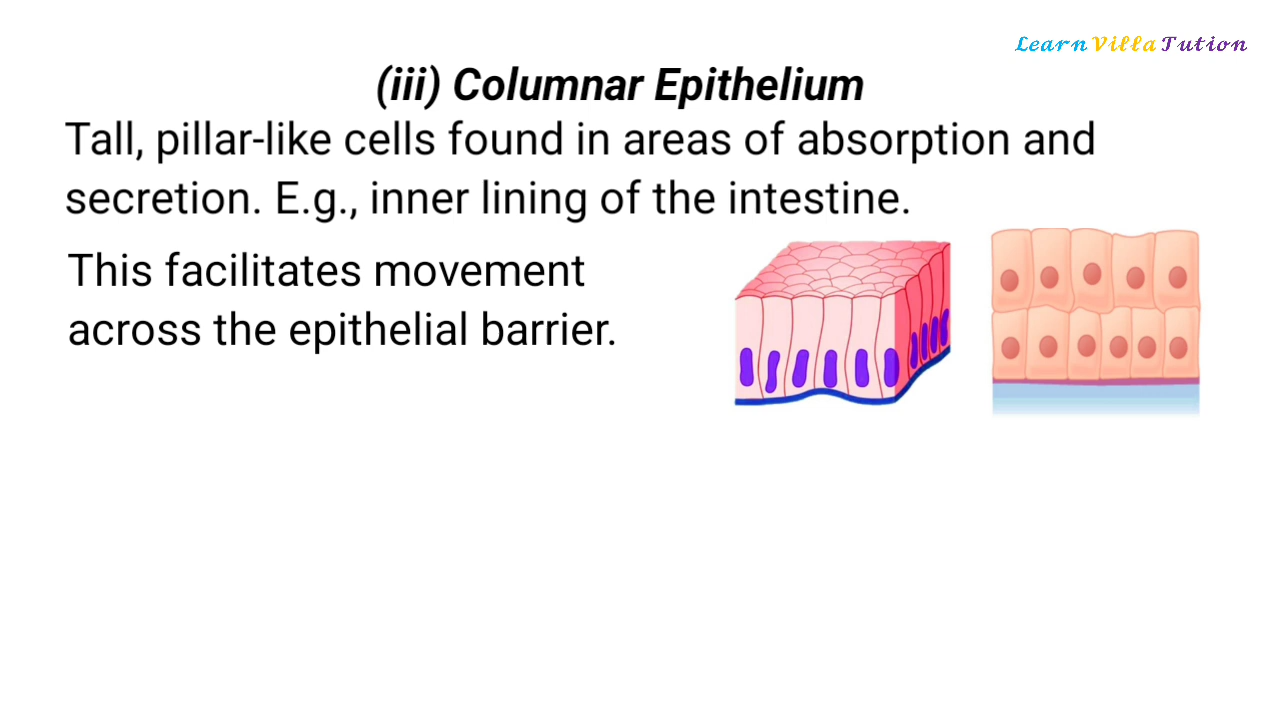 Learn Villa Tution
(iii) Columnar Epithelium
Tall, pillar-like cells found in areas of absorption and
secretion. E.g., inner lining of the intestine.
This facilitates movement
across the epithelial barrier.